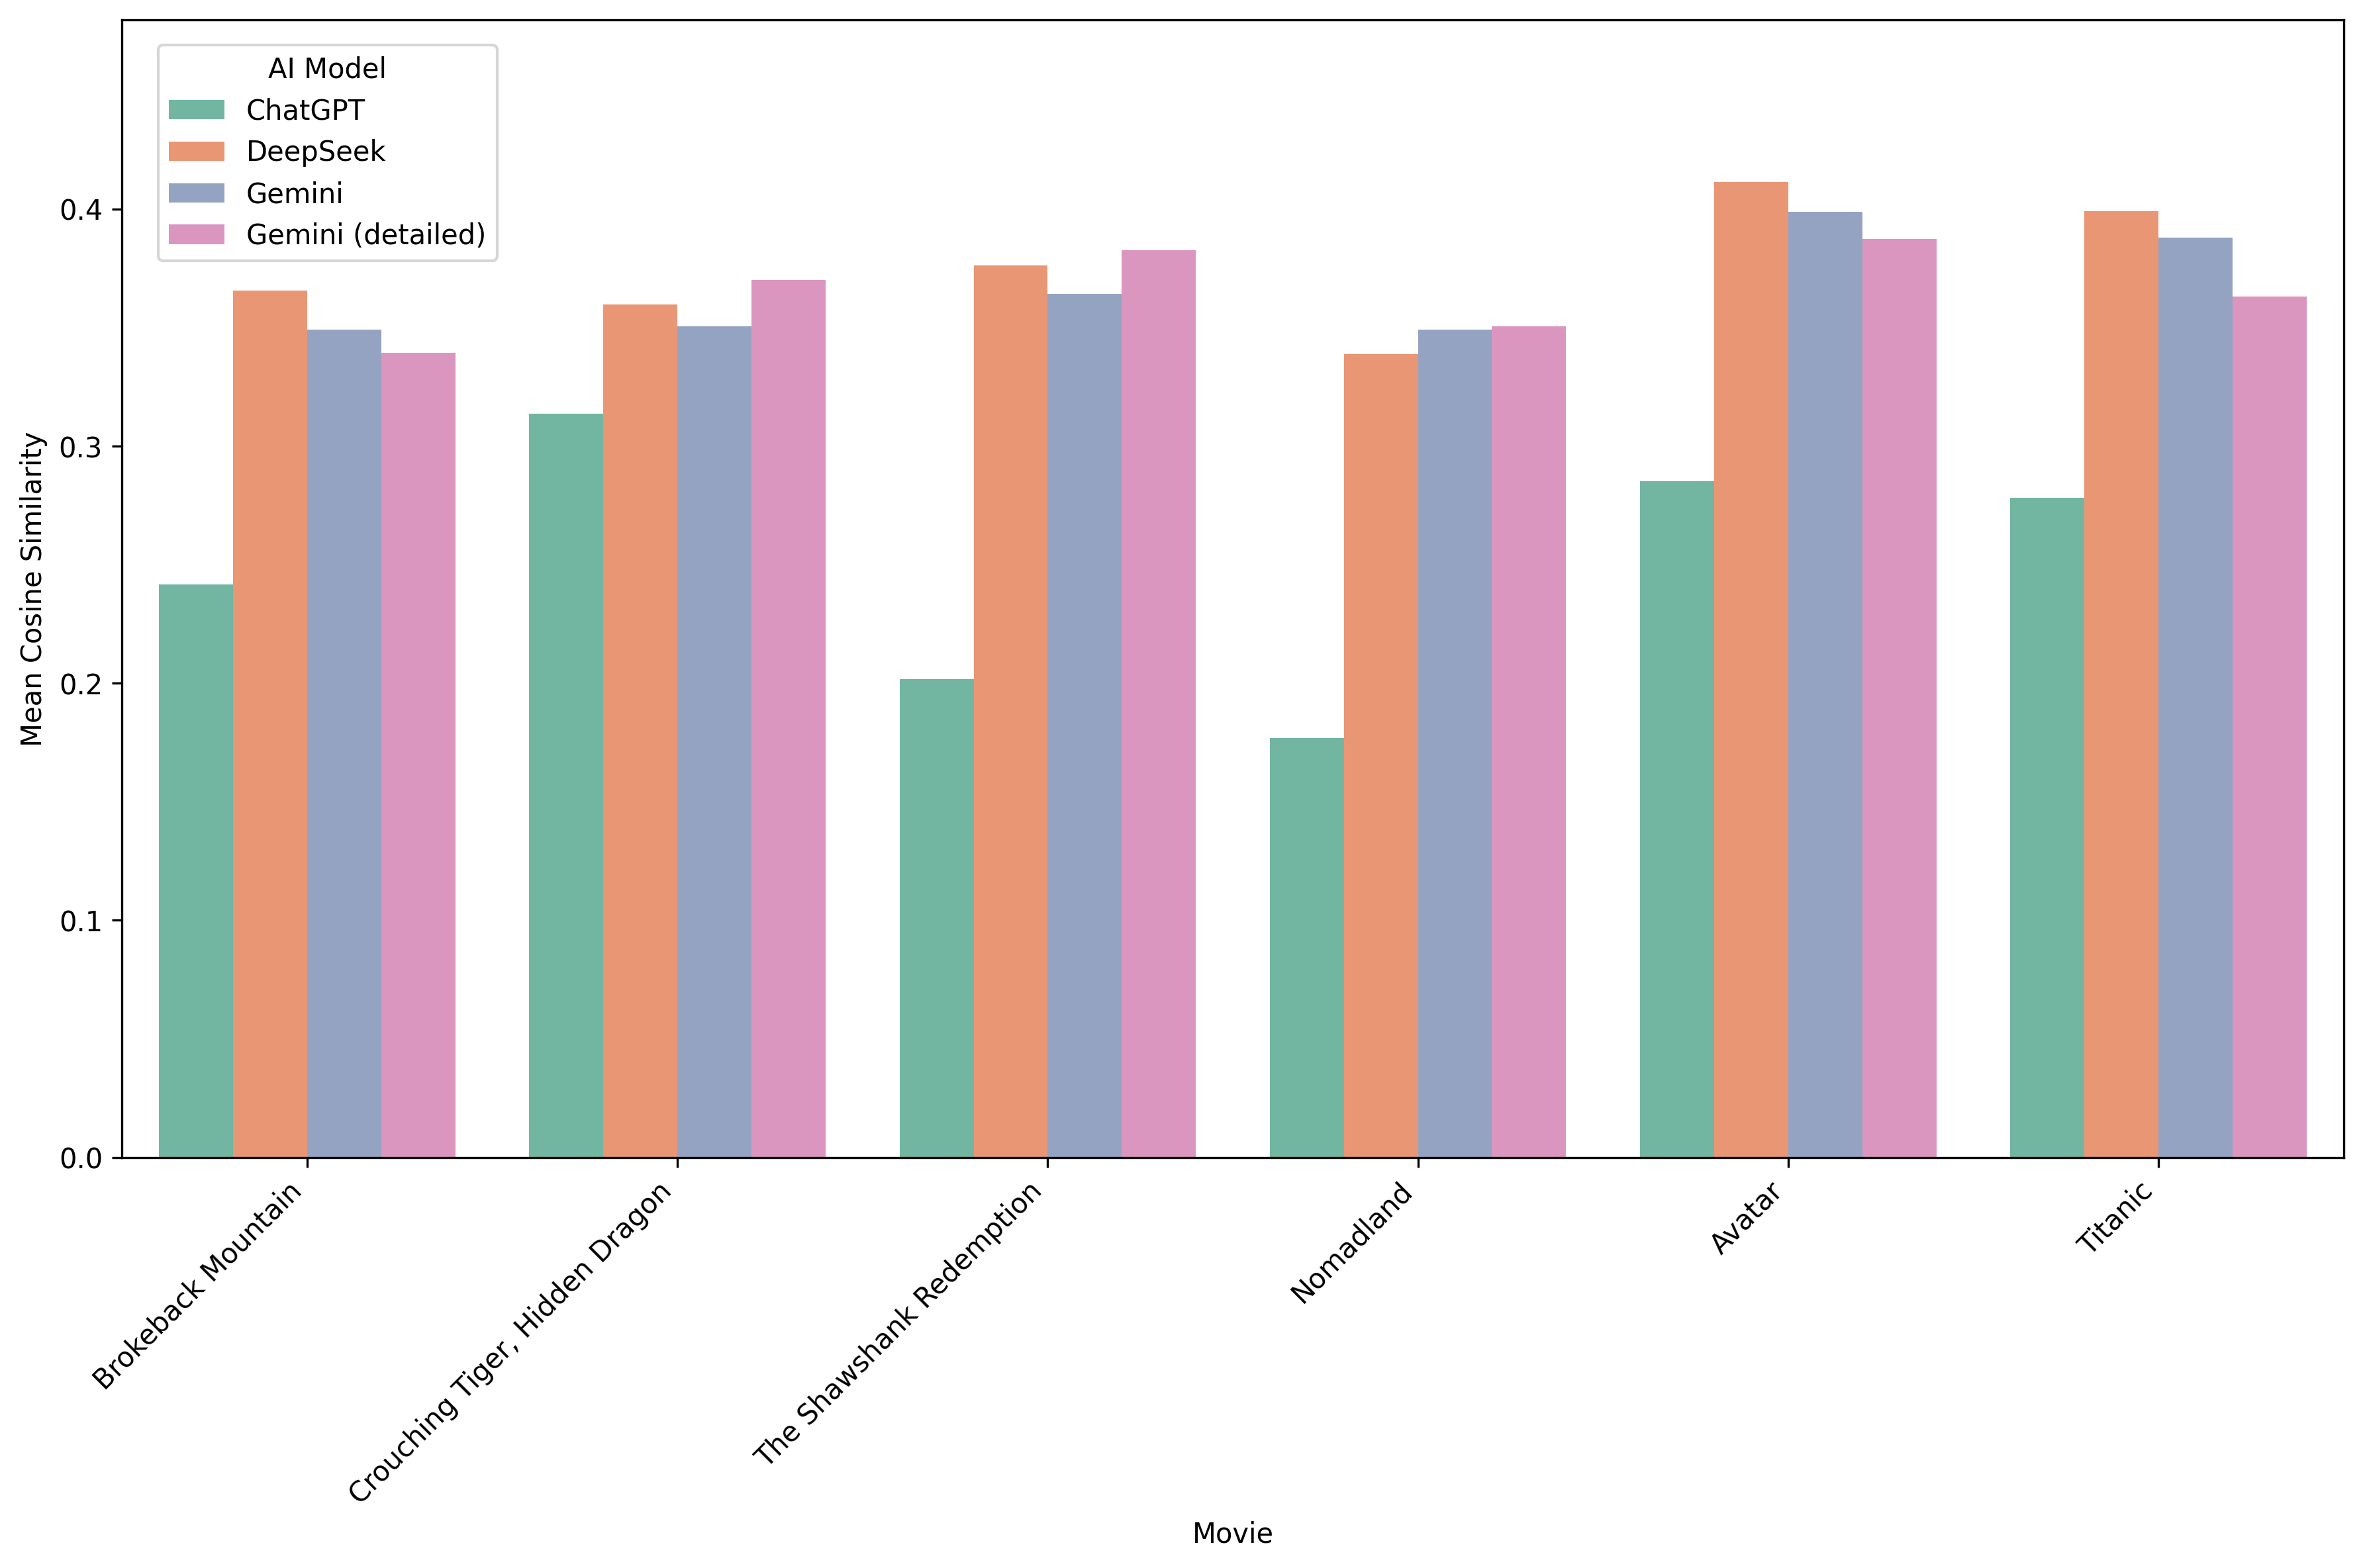 AI Model
ChatGPT
DeepSeek
Gemini
Gemini (detailed)
Mean Cosine Similarity
0.4
0.3
0.2
0.1
0.0
Brokeback Mountain
Crouching Tiger, Hidden Dragon
The Shawshank Redemption
Nomadland
Avatar
Titanic
Movie